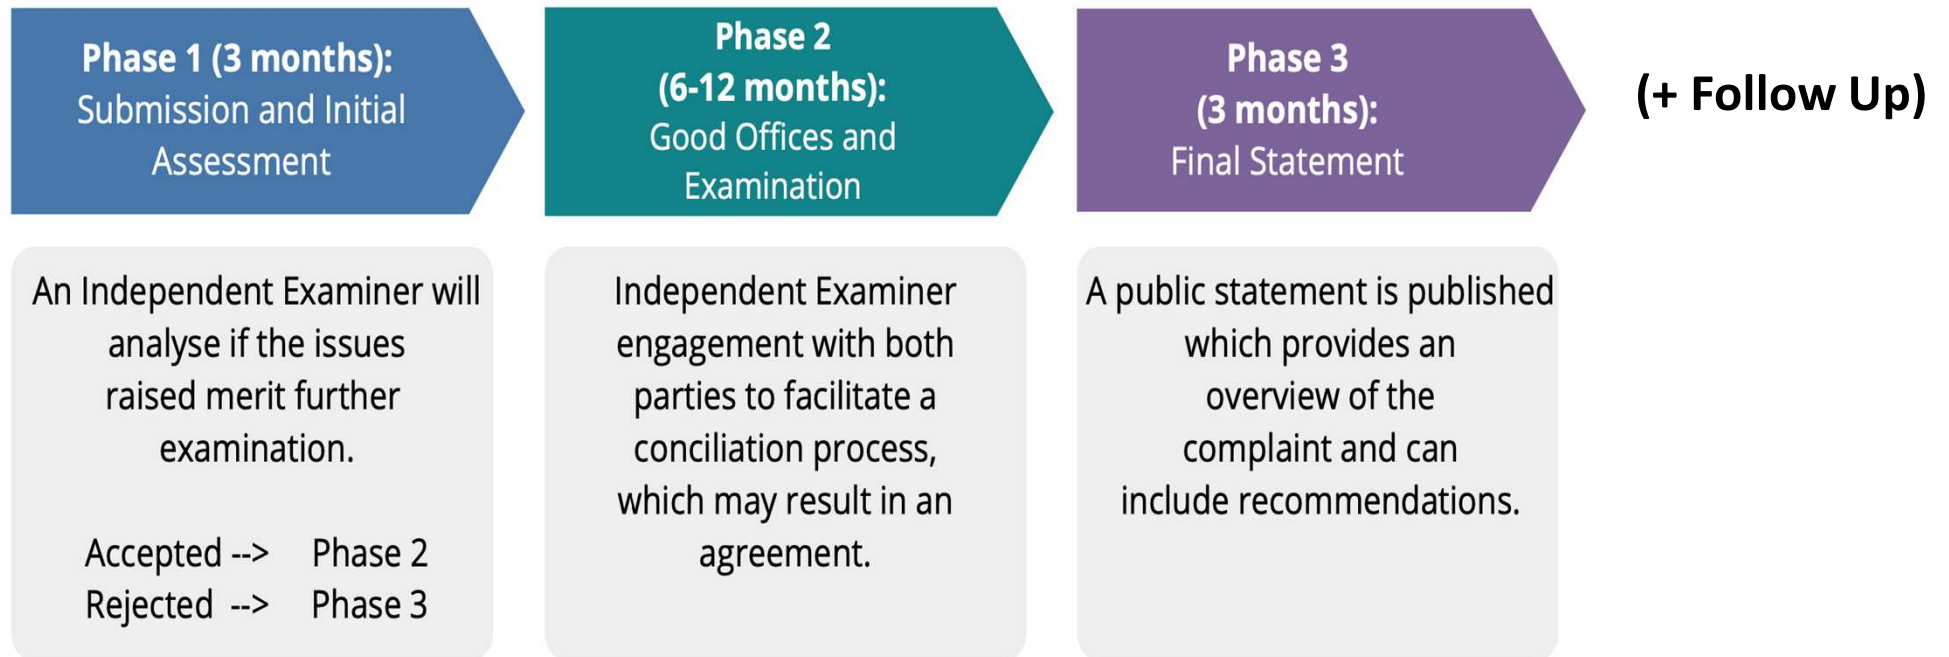 Phase 1 (3 months):
Submission and Initial
Assessment
Phase 2
(6-12 months):
Good Offices and
Examination
Phase 3
(3 months):
Final Statement
(+ Follow Up)
An Independent Examiner will
analyse if the issues
raised merit further
examination.
Accepted --> Phase 2
Rejected --> Phase 3
Independent Examiner
engagement with both
parties to facilitate a
conciliation process,
which may result in an
agreement.
A public statement is published
which provides an
overview of the
complaint and can
include recommendations.